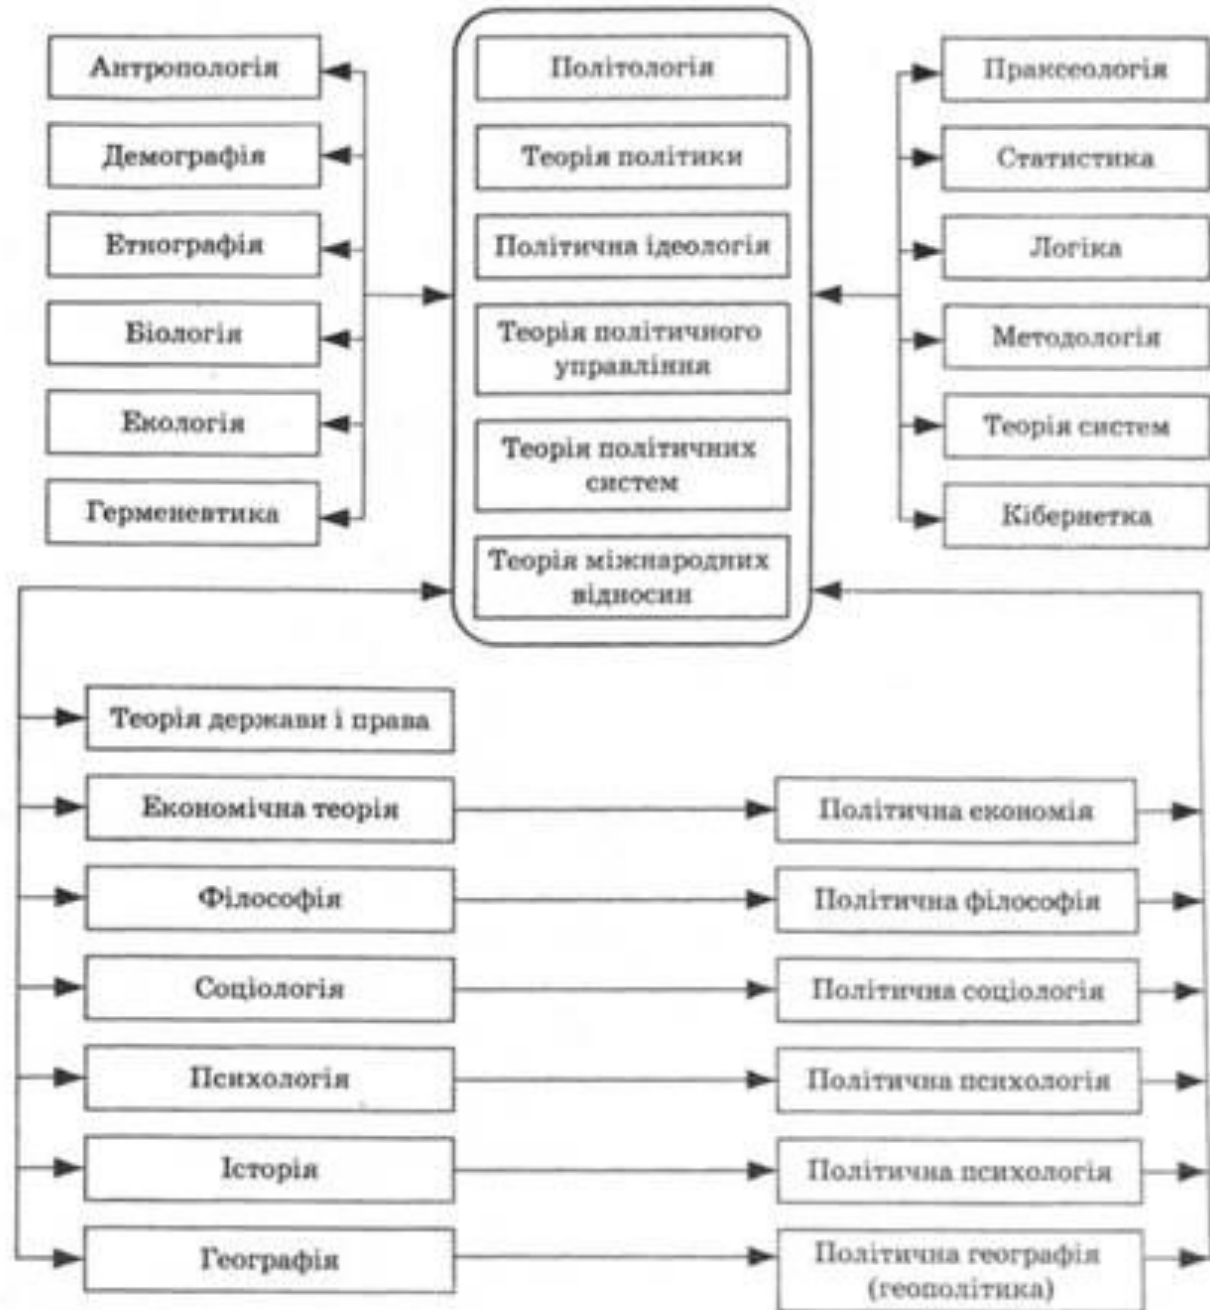 Антропологія
Демографія
Етнографія
Біологія
Екологія
Герменевтика
Політологія
Теорія політики
Політична ідеологія
Теорія політичного
управління
Теорія політичних
систем
Теорія міжнародних
відносин
Праксеологія
Статистика
Логіка
Методологія
Теорія систем
Кібернетка
Теорія держави і права
Економічна теорія
Політична економія
Філософія
Політична філософія
Соціологія
Політична соціологія
Психологія
Політична психологія
Історія
Політична психологія
Географія
Політична географія
(геополітика)